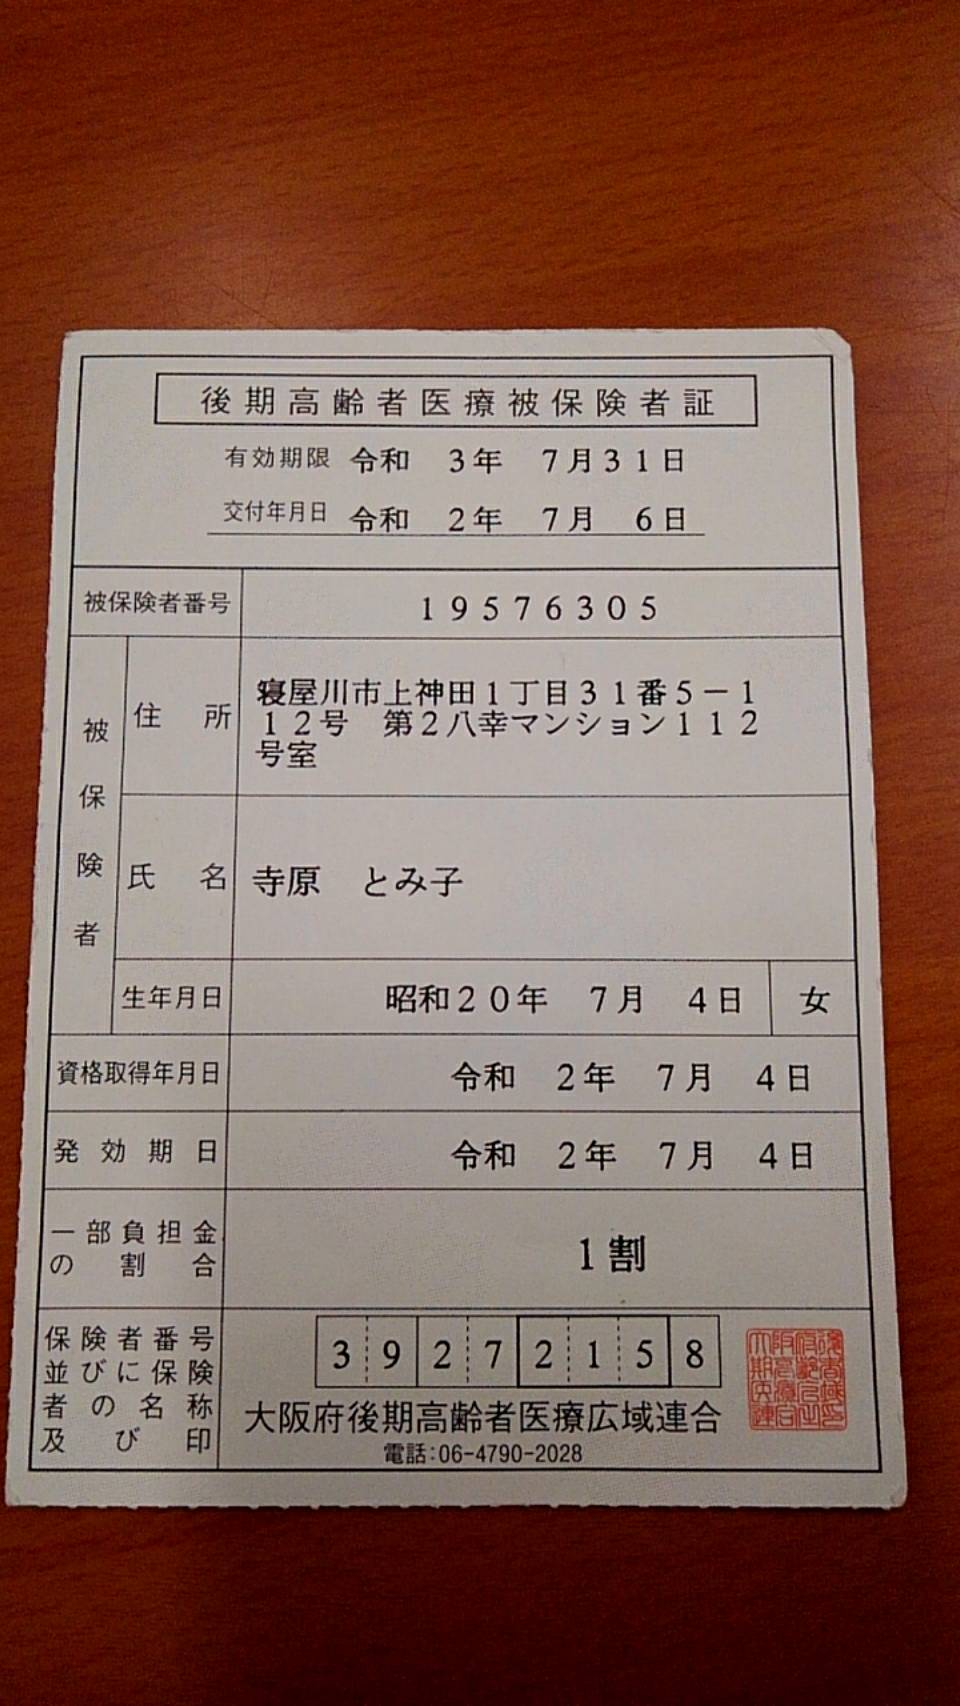 後期高齢者医療被保険者証
有効期限 令和 3年 7月31日
交付年月日 令和 2年 7月 6日
被保険者番号 19576305
被保険者
住所 寝屋川市上神田1丁目31番5-1
12号 第2八幸マンション112
号室
氏名 寺原 とみ子
生年月日 昭和20年 7月 4日 女
資格取得年月日 令和 2年 7月 4日
発効期日 令和 2年 7月 4日
一部負担金
の割合 1割
保険者番号
並びに保険
者の名称
及び印
39272158
大阪府後期高齢者医療広域連合
電話:06-4790-2028